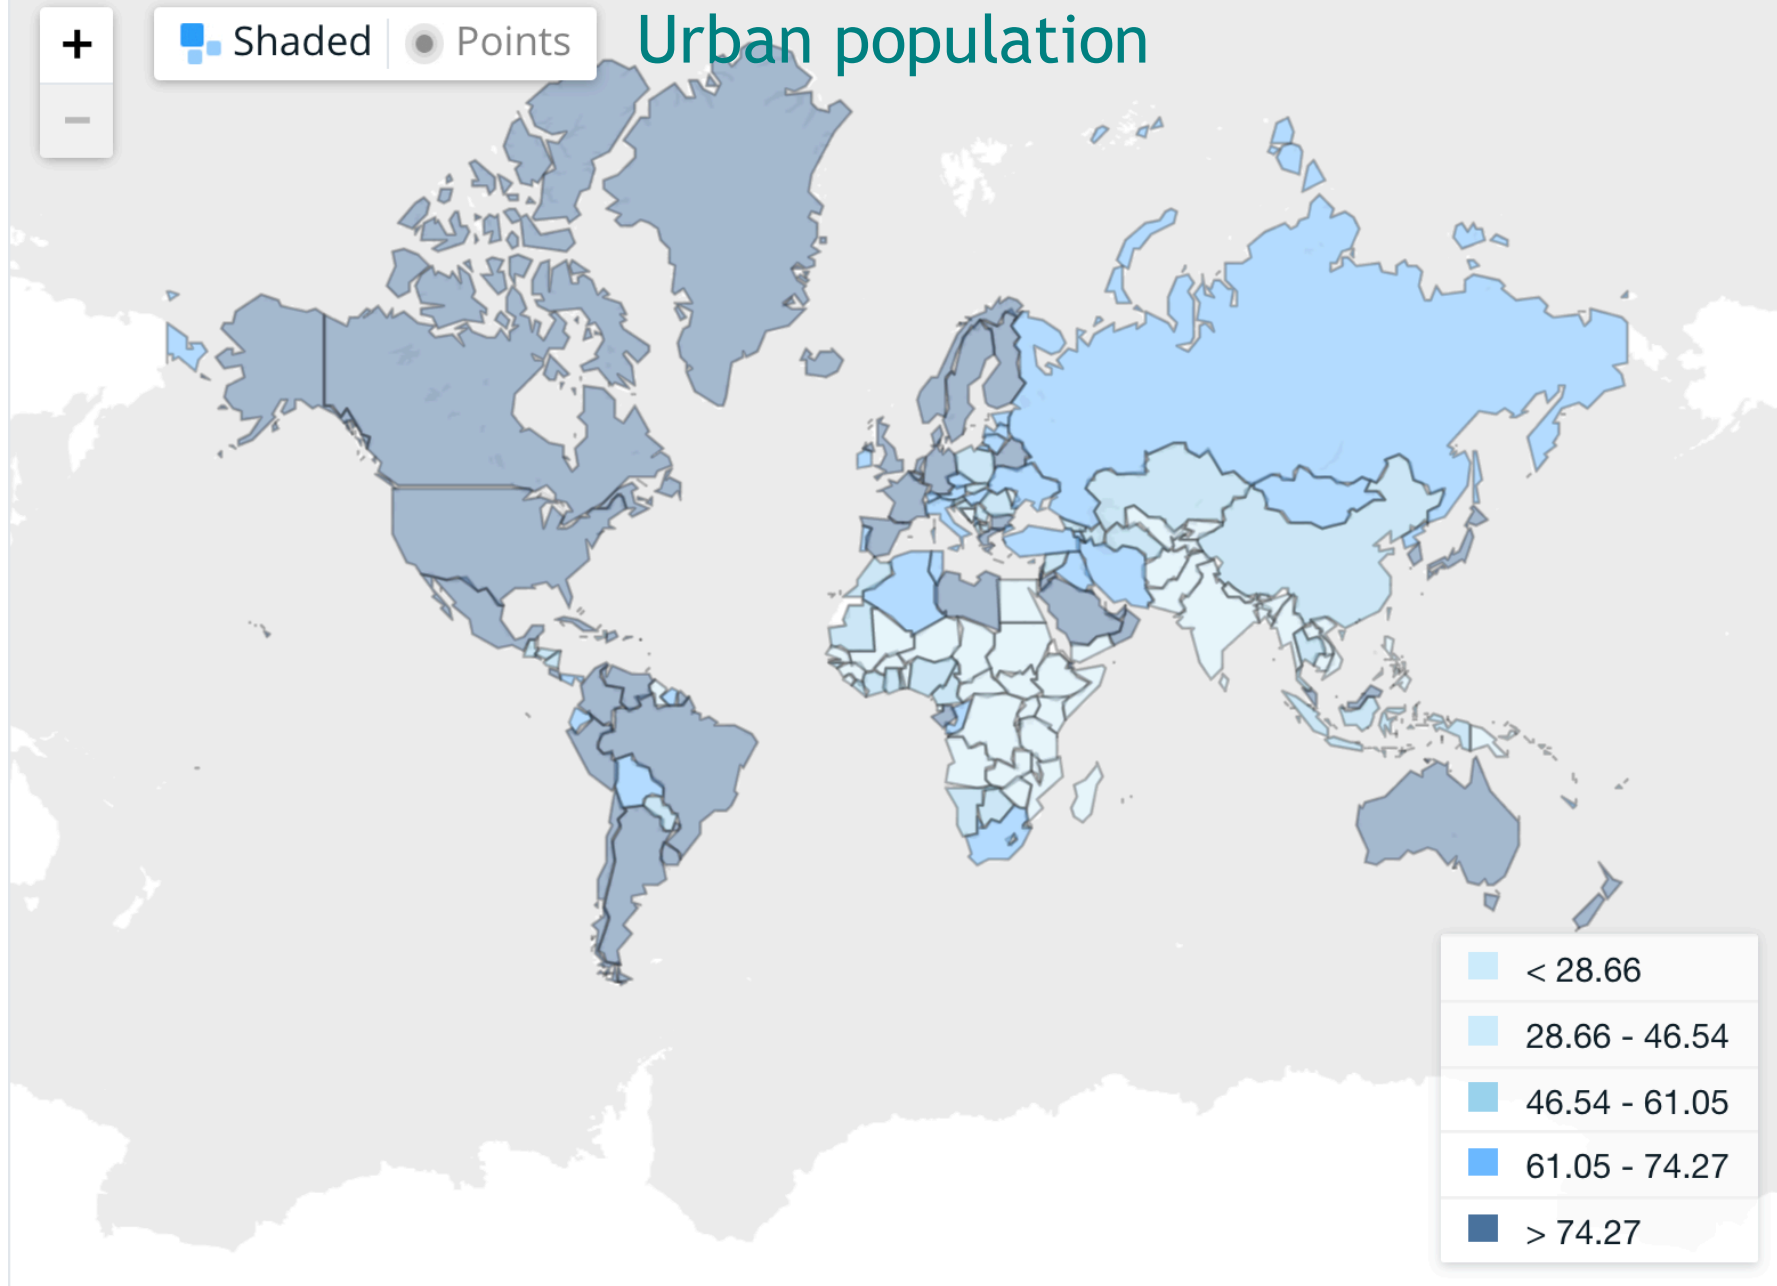 +
−
Shaded
Points
Urban population
< 28.66
28.66 - 46.54
46.54 - 61.05
61.05 - 74.27
> 74.27